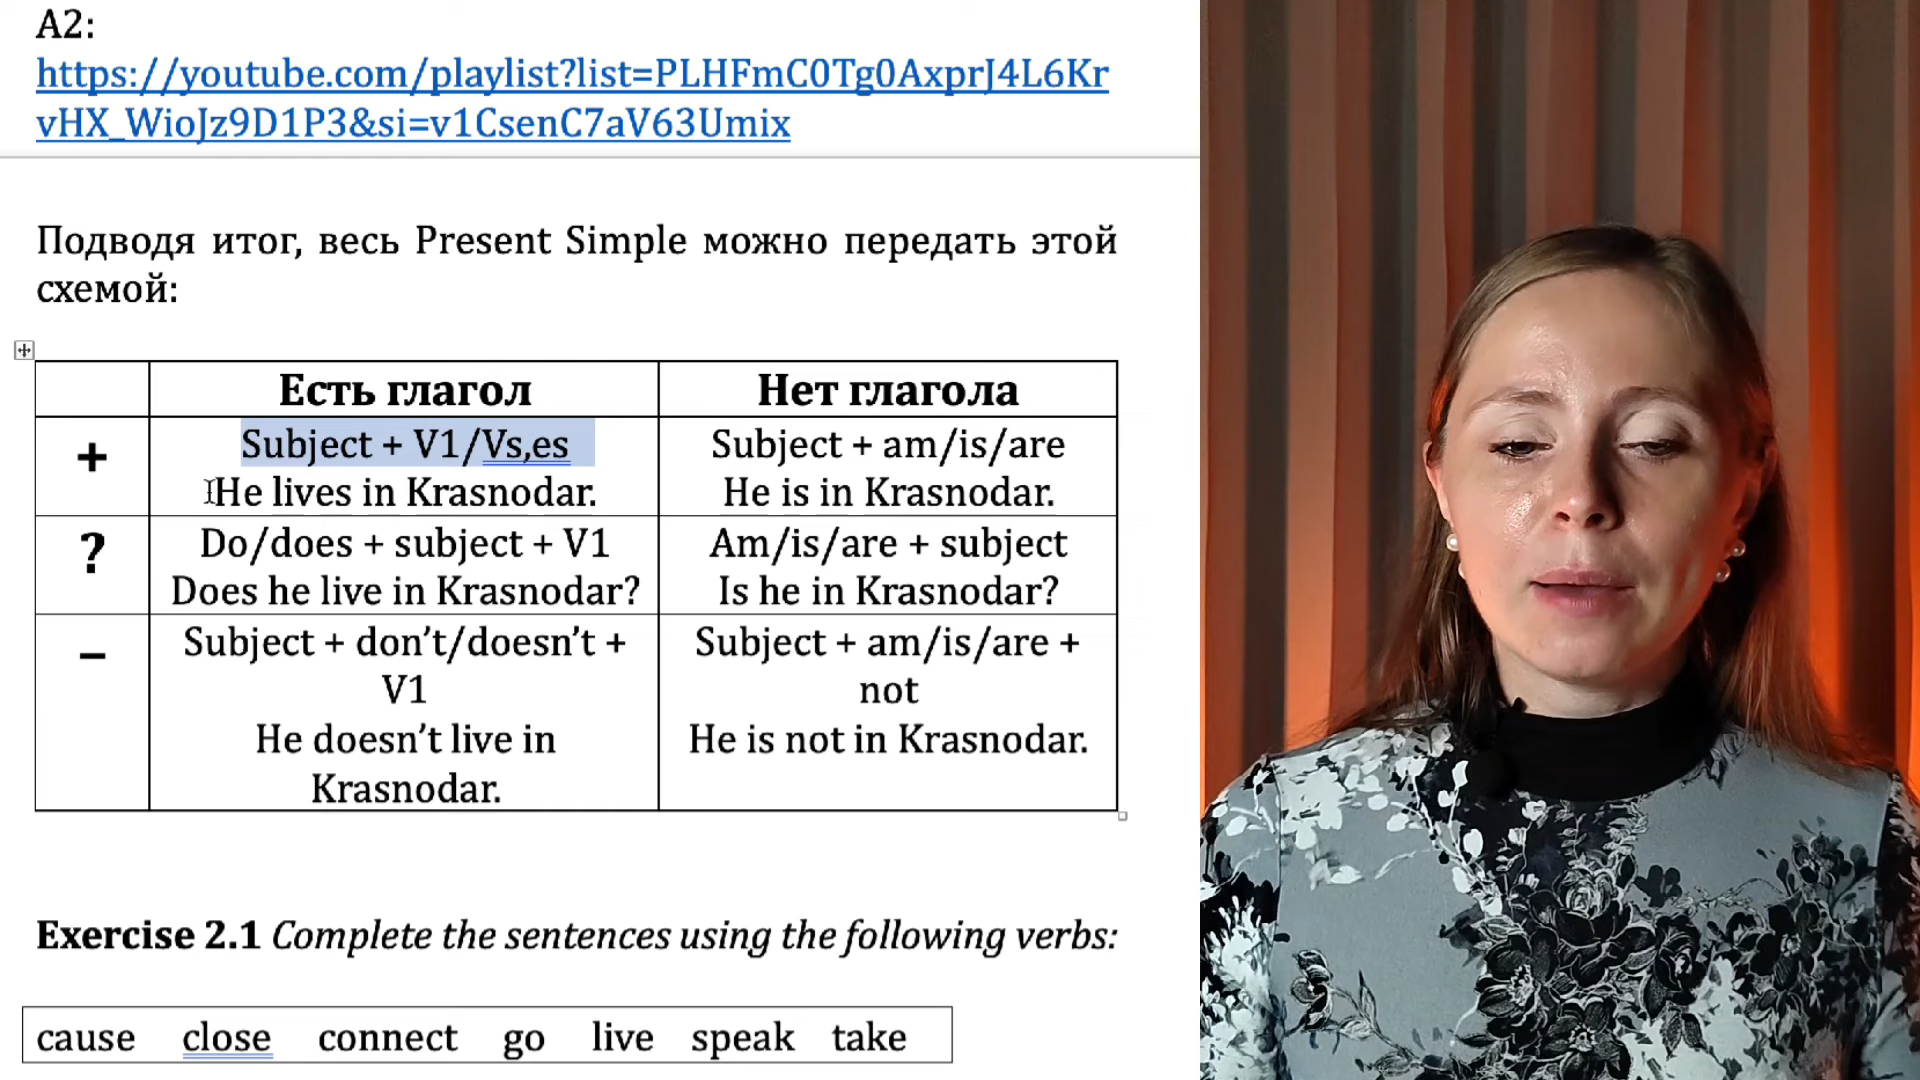 A2:
https://youtube.com/playlist?list=PLHFmC0Tg0AxprJ4L6Kr
vHX_WioJz9D1P3&si=v1CsenC7aV63Umix
Подводя итог, весь Present Simple можно передать этой
схемой:
Есть глагол Нет глагола
+ Subject + V1/Vs,es
He lives in Krasnodar.
Subject + am/is/are
He is in Krasnodar.
? Do/does + subject + V1
Does he live in Krasnodar?
Am/is/are + subject
Is he in Krasnodar?
– Subject + don’t/doesn’t +
V1
He doesn’t live in
Krasnodar.
Subject + am/is/are +
not
He is not in Krasnodar.
Exercise 2.1 Complete the sentences using the following verbs:
cause close connect go live speak take